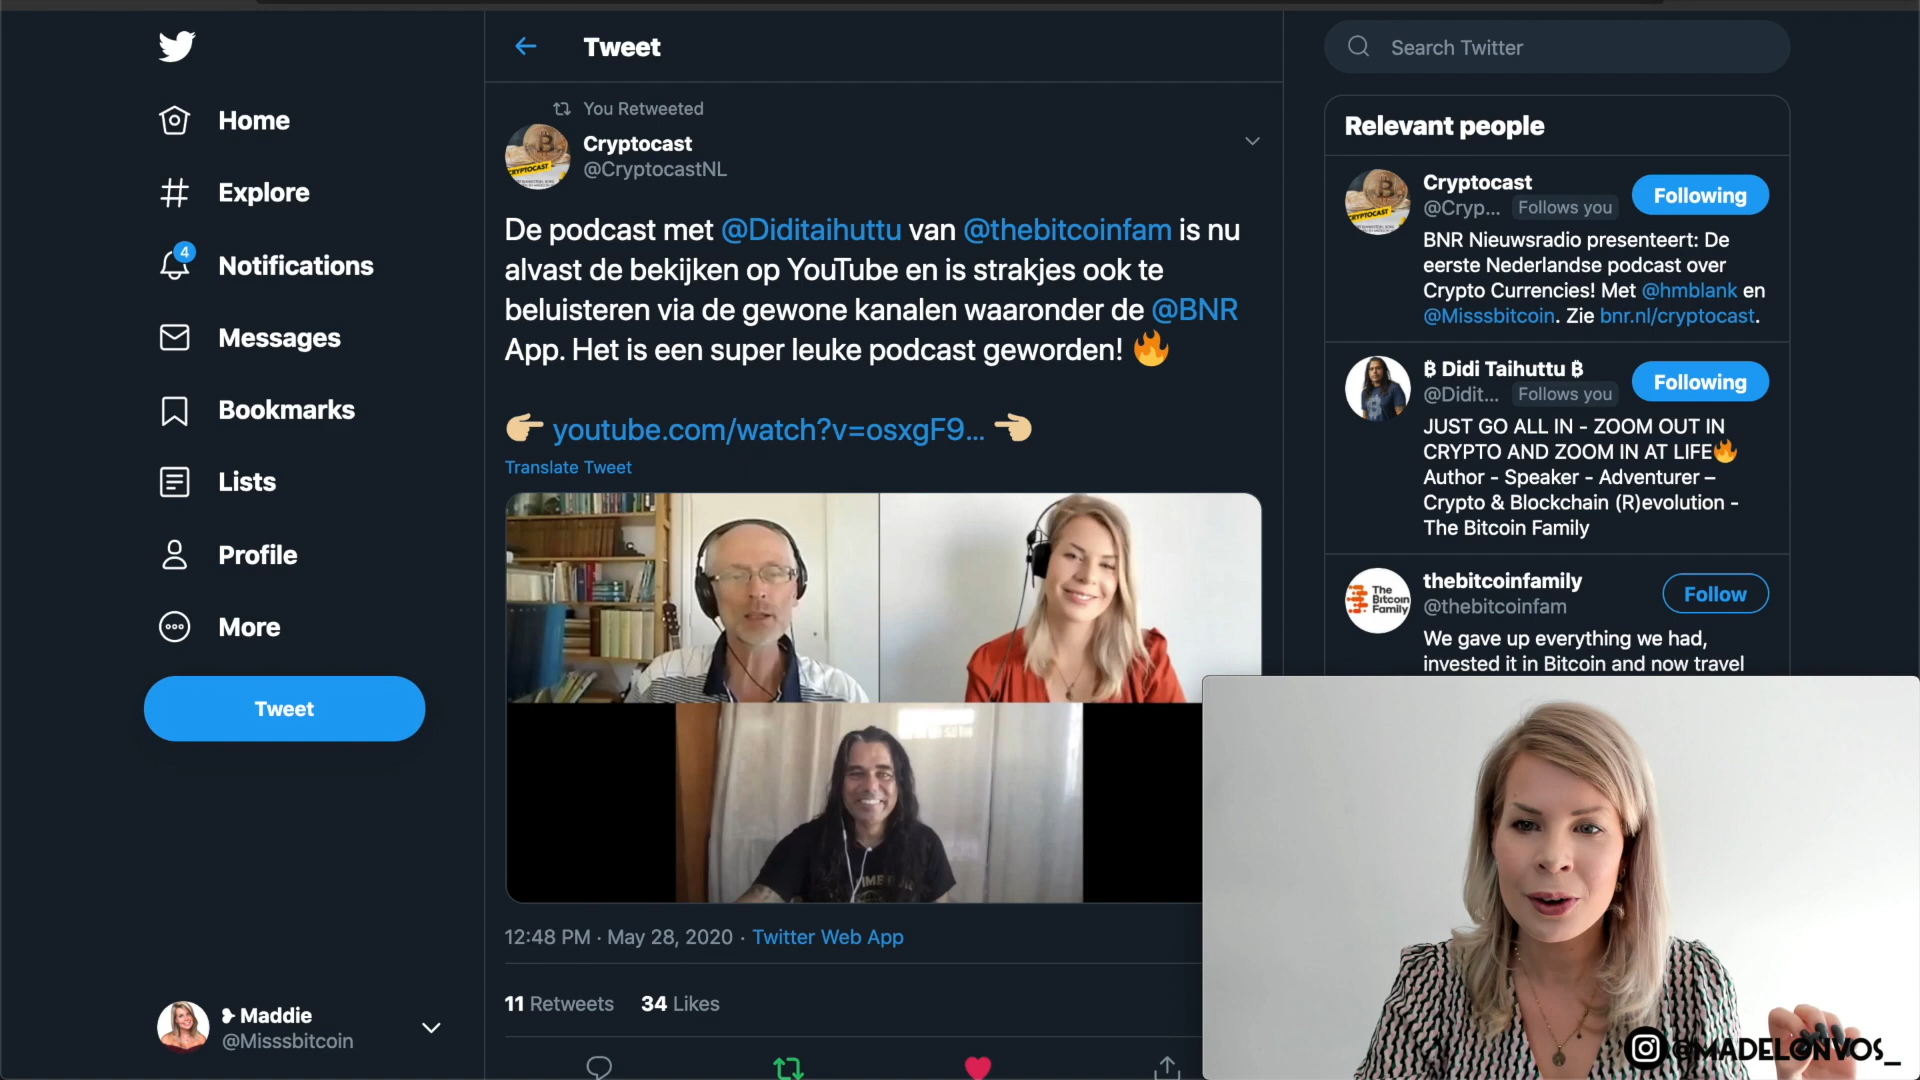 Home
Explore
4
Notifications
Messages
Bookmarks
Lists
Profile
More
Tweet
Maddie
@Misssbitcoin
Tweet
You Retweeted
Cryptocast
@CryptocastNL
De podcast met @Diditaihuttu van @thebitcoinfam is nu
alvast de bekijken op YouTube en is strakjes ook te
beluisteren via de gewone kanalen waaronder de @BNR
App. Het is een super leuke podcast geworden! 🔥
👉 youtube.com/watch?v=osxgF9... 👈
Translate Tweet
12:48 PM · May 28, 2020 · Twitter Web App
11 Retweets 34 Likes
Search Twitter
Relevant people
CRYPTOCAST
Cryptocast
@Cryp... Follows you
Following
BNR Nieuwsradio presenteert: De
eerste Nederlandse podcast over
Crypto Currencies! Met @hmblank en
@Misssbitcoin. Zie bnr.nl/cryptocast.
₿ Didi Taihuttu ₿
@Didit... Follows you
Following
JUST GO ALL IN - ZOOM OUT IN
CRYPTO AND ZOOM IN AT LIFE🔥
Author - Speaker - Adventurer –
Crypto & Blockchain (R)evolution -
The Bitcoin Family
The
Bitcoin
Family
thebitcoinfamily
@thebitcoinfam
Follow
We gave up everything we had,
invested it in Bitcoin and now travel
@MADELONVOS_